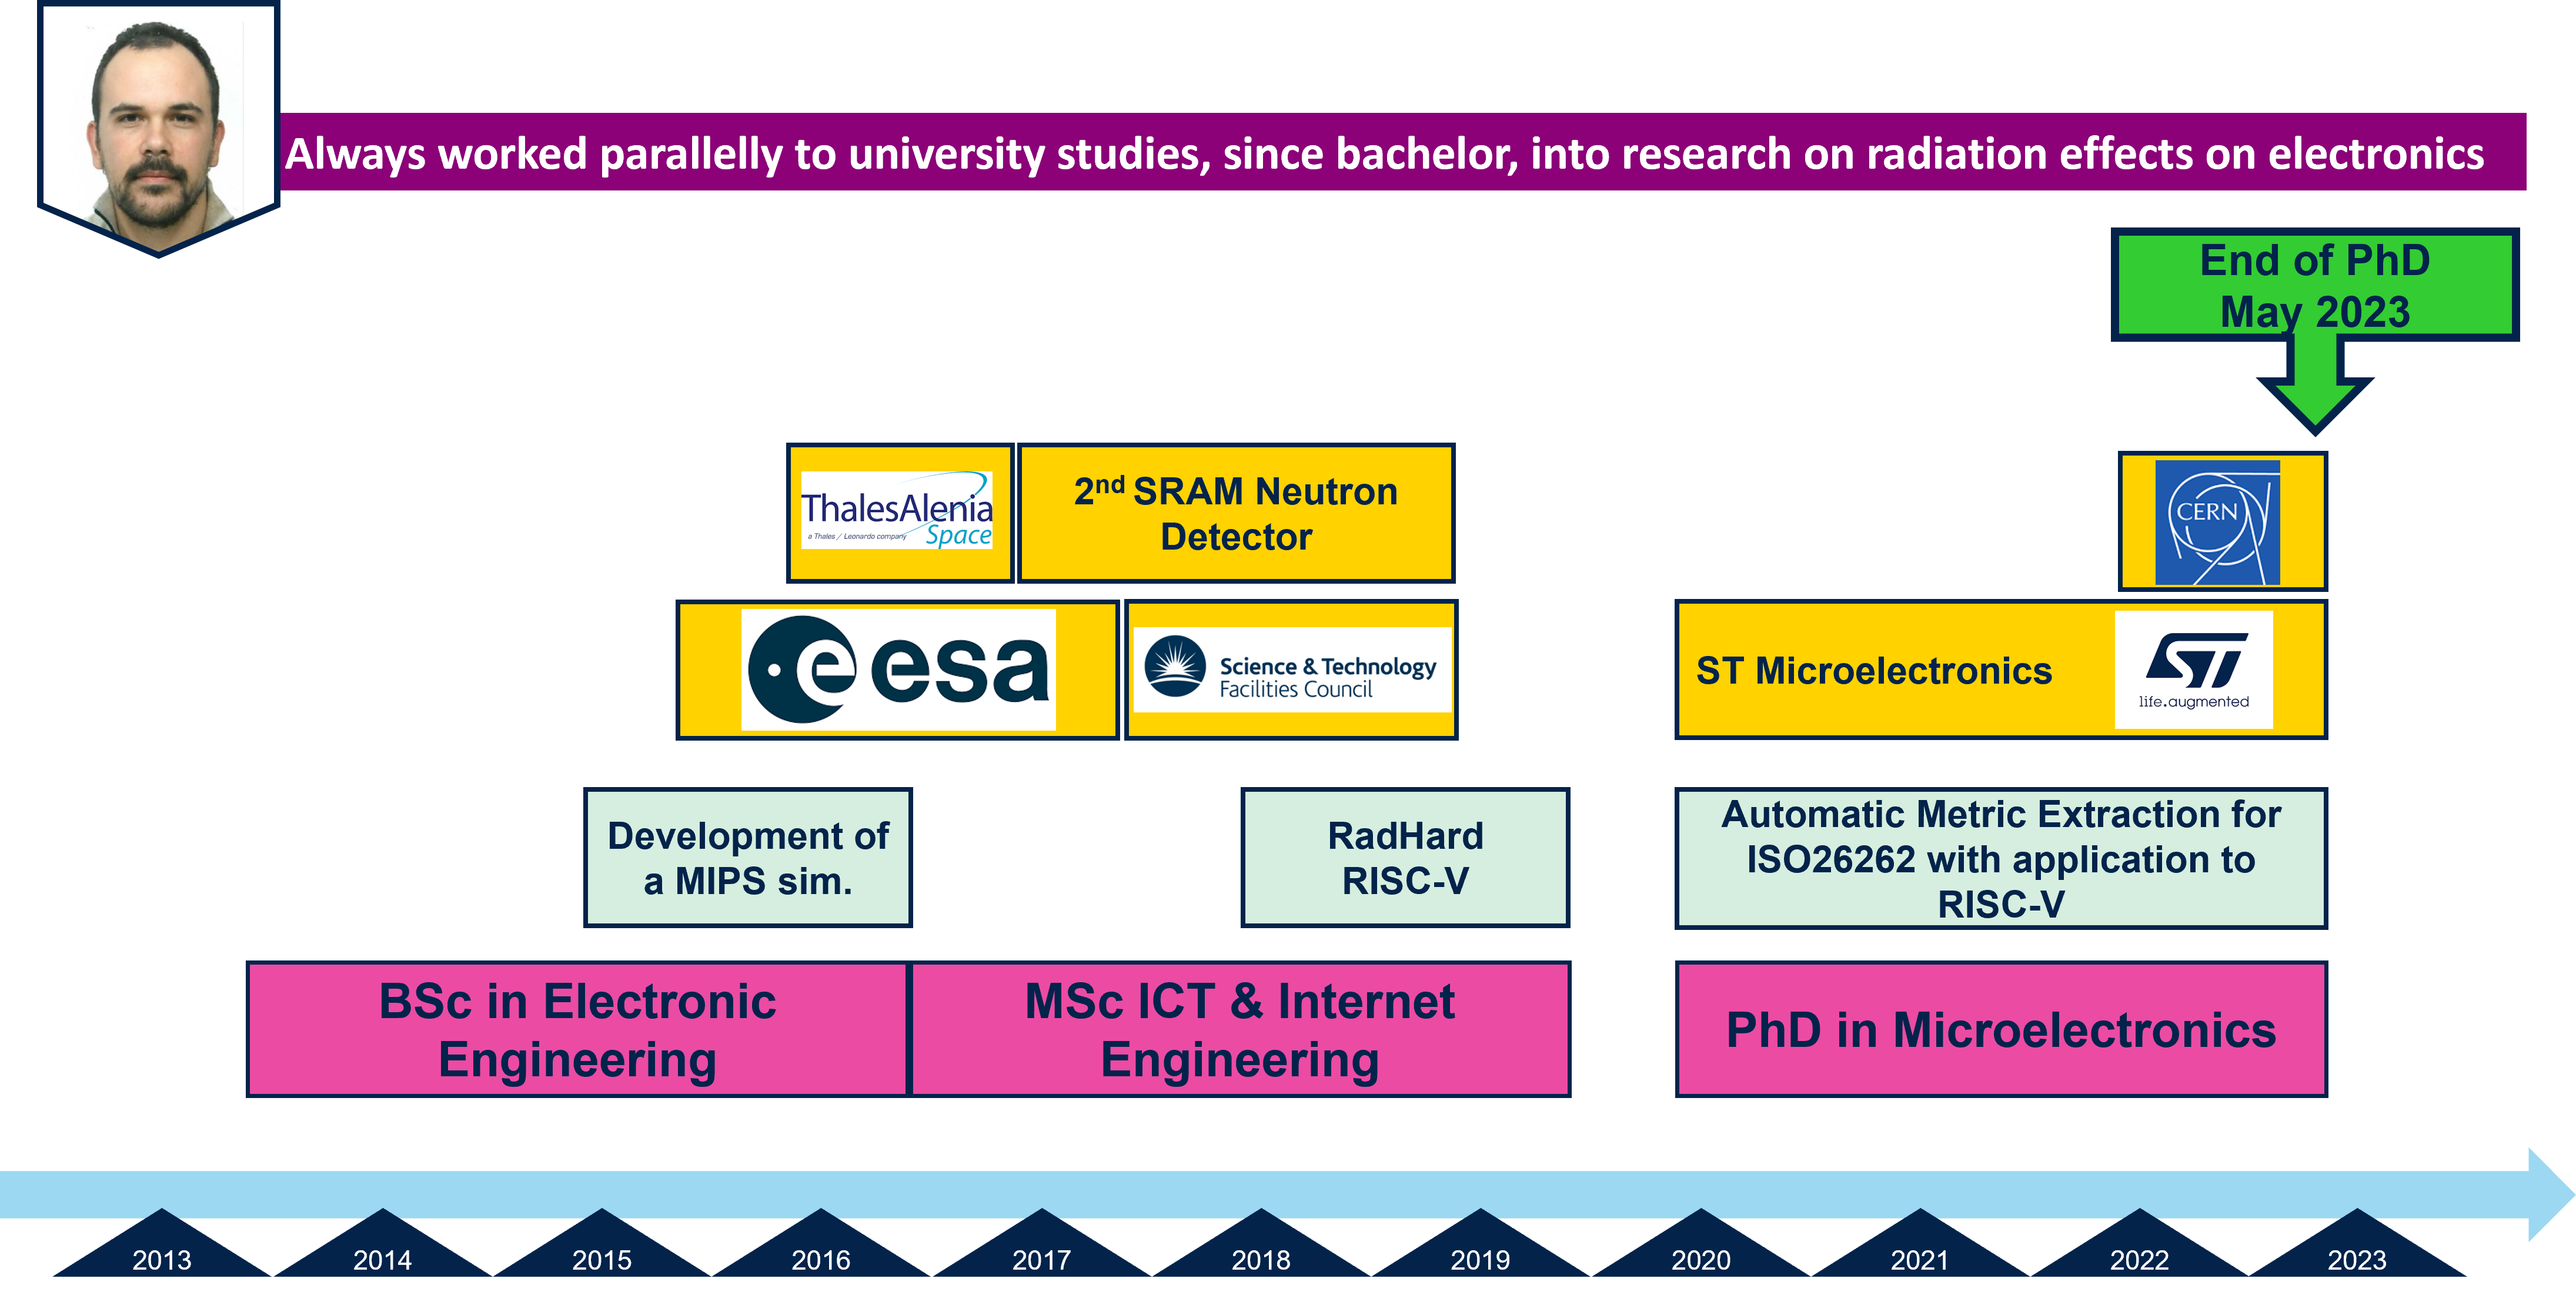 Always worked parallelly to university studies, since bachelor, into research on radiation effects on electronics
End of PhD
May 2023
ThalesAlenia
a Thales / Leonardo company
Space
2nd SRAM Neutron
Detector
CERN
esa
Science & Technology
Facilities Council
ST Microelectronics
ST
life.augmented
Development of
a MIPS sim.
RadHard
RISC-V
Automatic Metric Extraction for
ISO26262 with application to
RISC-V
BSc in Electronic
Engineering
MSc ICT & Internet
Engineering
PhD in Microelectronics
2013
2014
2015
2016
2017
2018
2019
2020
2021
2022
2023